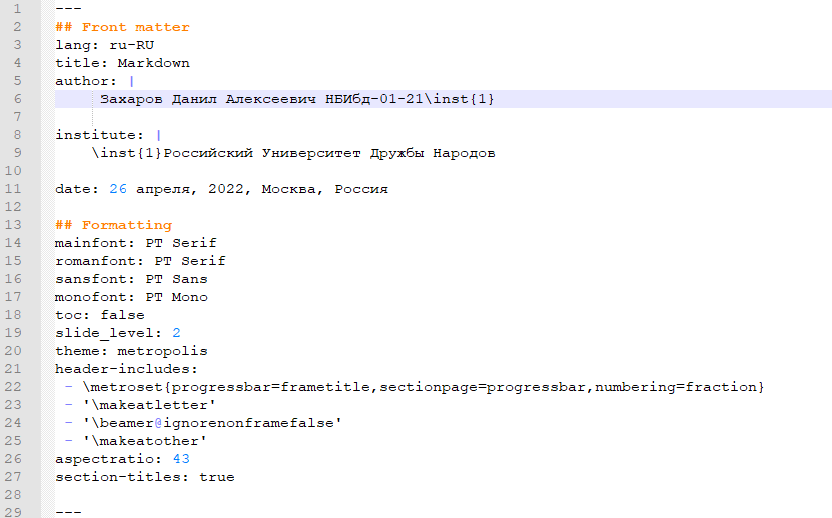 1 ---
2 ## Front matter
3 lang: ru-RU
4 title: Markdown
5 author: |
6      Захаров Данил Алексеевич НБИбд-01-21\inst{1}
7
8 institute: |
9     \inst{1}Российский Университет Дружбы Народов
10
11 date: 26 апреля, 2022, Москва, Россия
12
13 ## Formatting
14 mainfont: PT Serif
15 romanfont: PT Serif
16 sansfont: PT Sans
17 monofont: PT Mono
18 toc: false
19 slide_level: 2
20 theme: metropolis
21 header-includes:
22  - \metroset{progressbar=frametitle,sectionpage=progressbar,numbering=fraction}
23  - '\makeatletter'
24  - '\beamer@ignorenonframefalse'
25  - '\makeatother'
26 aspectratio: 43
27 section-titles: true
28
29 ---